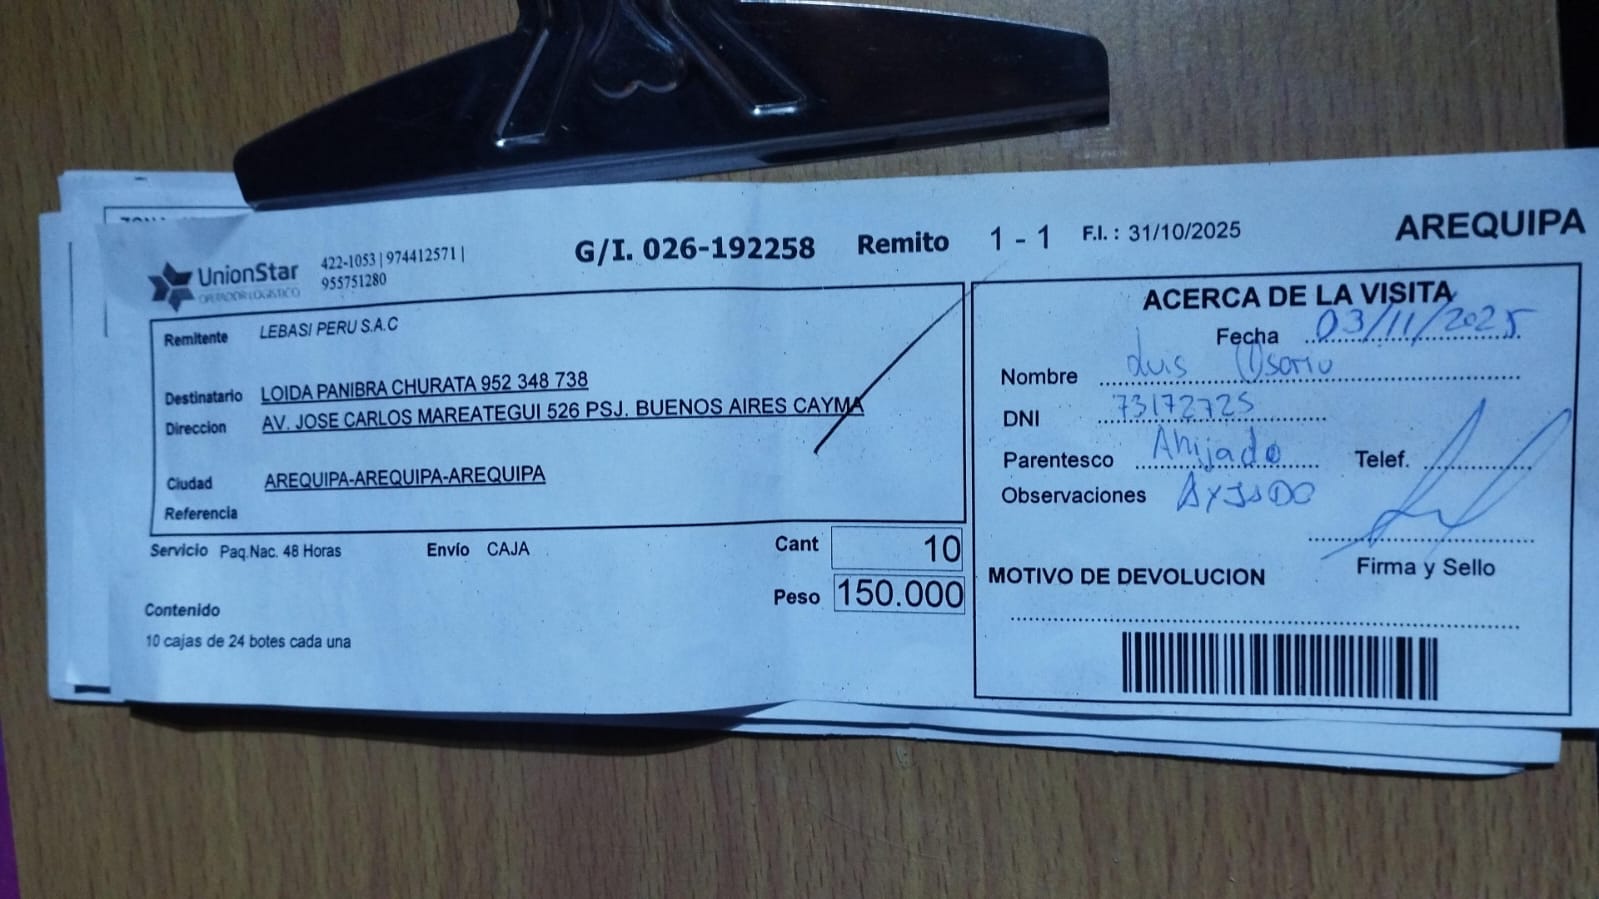 UnionStar
OPERADOR LOGISTICO
422-1053 | 974412571 |
955751280
G/I. 026-192258 Remito 1 - 1 F.I. : 31/10/2025 AREQUIPA
Remitente LEBASI PERU S.A.C
Destinatario LOIDA PANIBRA CHURATA 952 348 738
Direccion AV. JOSE CARLOS MAREATEGUI 526 PSJ. BUENOS AIRES CAYMA
Ciudad AREQUIPA-AREQUIPA-AREQUIPA
Referencia
Servicio Paq.Nac. 48 Horas Envío CAJA Cant 10
Peso 150.000
Contenido
10 cajas de 24 botes cada una
ACERCA DE LA VISITA
Fecha 03/11/2025
Nombre Luis Osorio
DNI 73172725
Parentesco Ahijado Telef.
Observaciones
Firma y Sello
MOTIVO DE DEVOLUCION